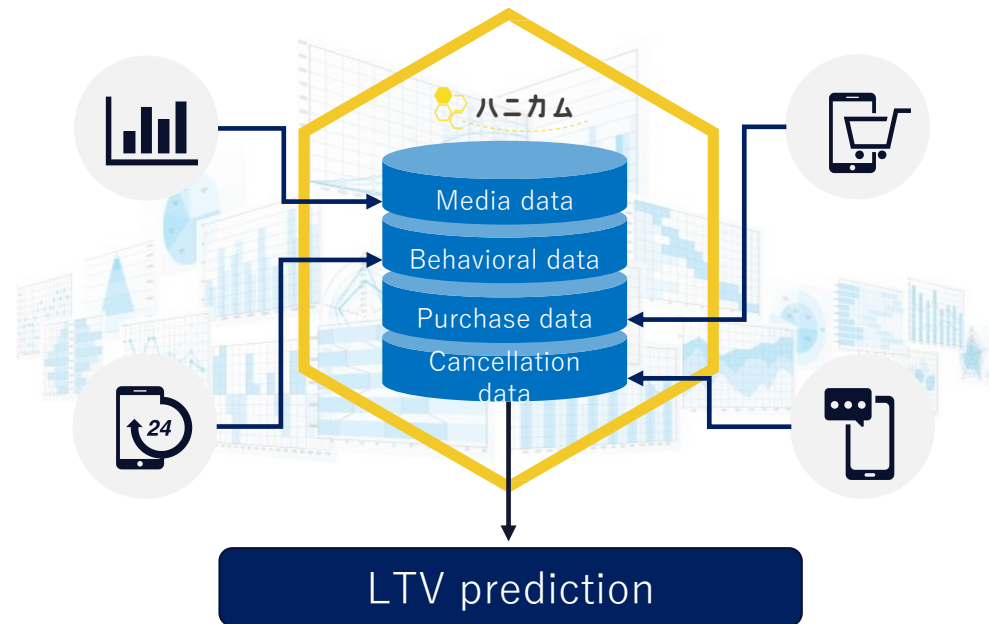 ハニカム
Media data
Behavioral data
Purchase data
Cancellation
data
24
LTV prediction